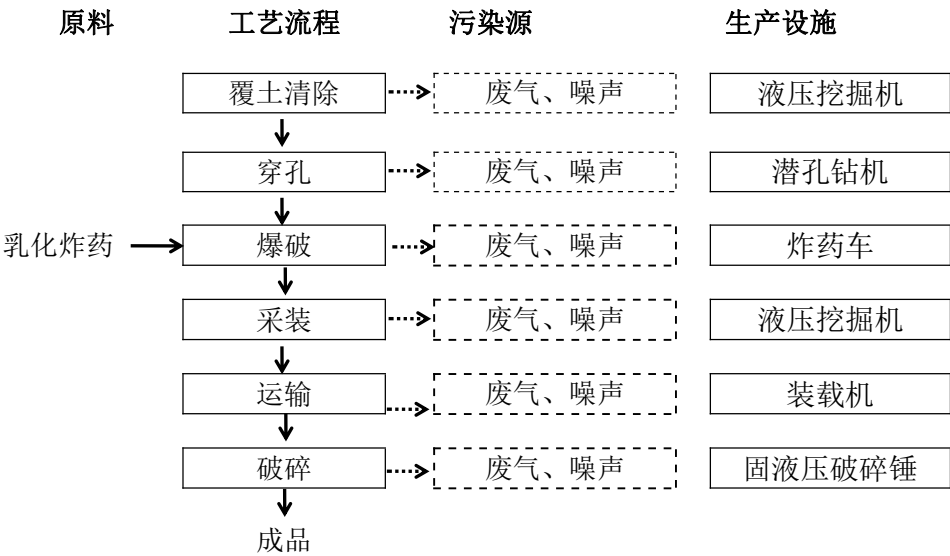 原料 工艺流程 污染源 生产设施
覆土清除 废气、噪声 液压挖掘机
穿孔 废气、噪声 潜孔钻机
乳化炸药 爆破 废气、噪声 炸药车
采装 废气、噪声 液压挖掘机
运输 废气、噪声 装载机
破碎 废气、噪声 固液压破碎锤
成品